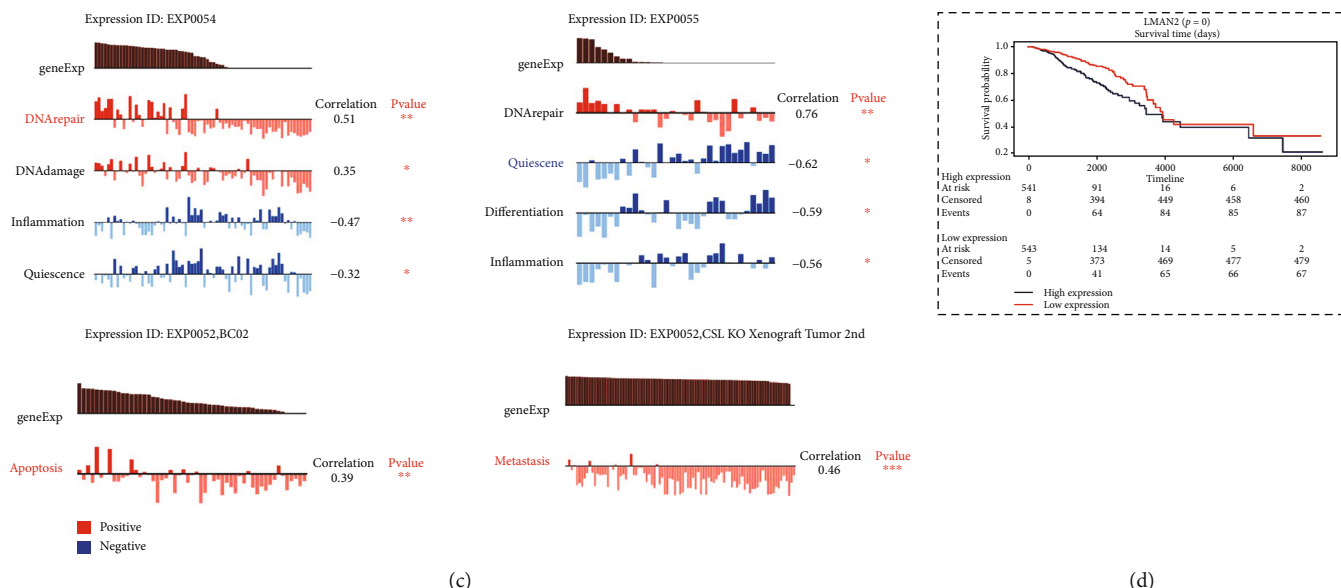 Expression ID: EXP0054
geneExp
Correlation Pvalue
DNArepair 0.51 **
DNAdamage 0.35 *
Inflammation −0.47 **
Quiescence −0.32 *
Expression ID: EXP0055
geneExp
Correlation Pvalue
DNArepair 0.76 **
Quiescene −0.62 *
Differentiation −0.59 *
Inflammation −0.56 *
Expression ID: EXP0052,BC02
geneExp
Correlation Pvalue
Apoptosis 0.39 **
Expression ID: EXP0052,CSL KO Xenograft Tumor 2nd
geneExp
Correlation Pvalue
Metastasis 0.46 ***
Positive
Negative
(c)
LMAN2 (p = 0)
Survival time (days)
Survival probability
1.0
0.8
0.6
0.4
0.2
0 2000 4000 6000 8000
Timeline
High expression
At risk 541 91 16 6 2
Censored 8 394 449 458 460
Events 0 64 84 85 87
Low expression
At risk 543 134 14 5 2
Censored 5 373 469 477 479
Events 0 41 65 66 67
High expression
Low expression
(d)